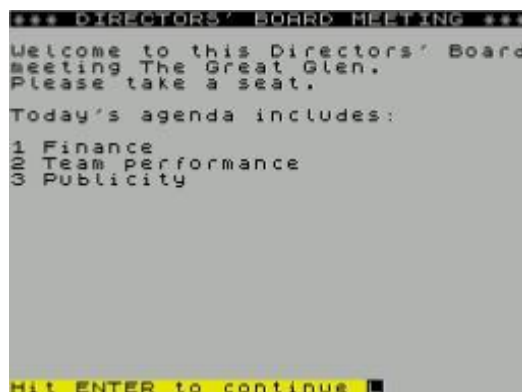 *** DIRECTORS' BOARD MEETING ***
Welcome to this Directors' Board
meeting The Great Glen.
Please take a seat.
Today's agenda includes:
1 Finance
2 Team performance
3 Publicity
Hit ENTER to continue